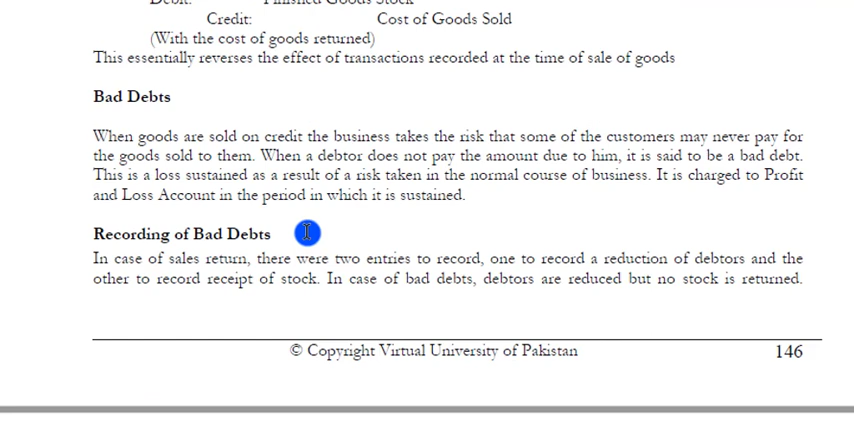 Debit: Finished Goods Stock
Credit: Cost of Goods Sold
(With the cost of goods returned)
This essentially reverses the effect of transactions recorded at the time of sale of goods
Bad Debts
When goods are sold on credit the business takes the risk that some of the customers may never pay for
the goods sold to them. When a debtor does not pay the amount due to him, it is said to be a bad debt.
This is a loss sustained as a result of a risk taken in the normal course of business. It is charged to Profit
and Loss Account in the period in which it is sustained.
Recording of Bad Debts
In case of sales return, there were two entries to record, one to record a reduction of debtors and the
other to record receipt of stock. In case of bad debts, debtors are reduced but no stock is returned.
© Copyright Virtual University of Pakistan 146